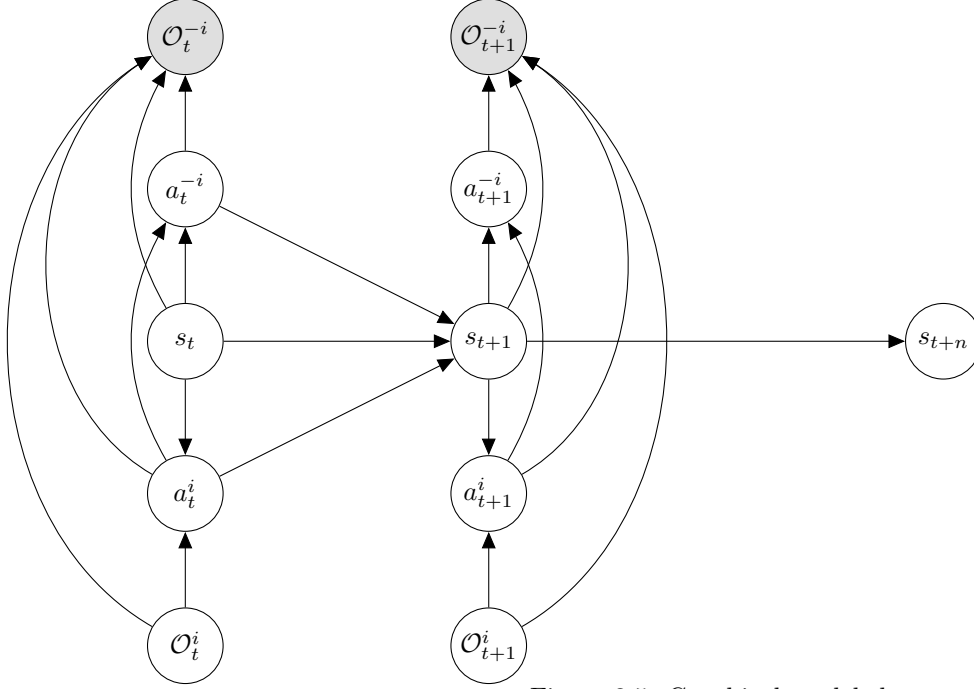 𝒪_t^{-i} 𝒪_{t+1}^{-i}
a_t^{-i} a_{t+1}^{-i}
s_t s_{t+1} s_{t+n}
a_t^i a_{t+1}^i
𝒪_t^i 𝒪_{t+1}^i